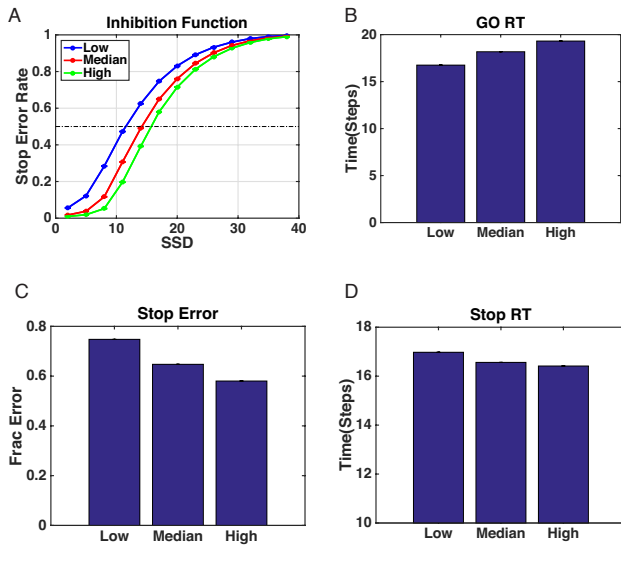 A
Inhibition Function
Low
Median
High
Stop Error Rate
1
0.8
0.6
0.4
0.2
0
0
10
20
30
40
SSD
B
GO RT
Time(Steps)
20
15
10
5
0
Low
Median
High
C
Stop Error
Frac Error
0.8
0.6
0.4
0.2
0
Low
Median
High
D
Stop RT
Time(Steps)
18
16
14
12
10
Low
Median
High